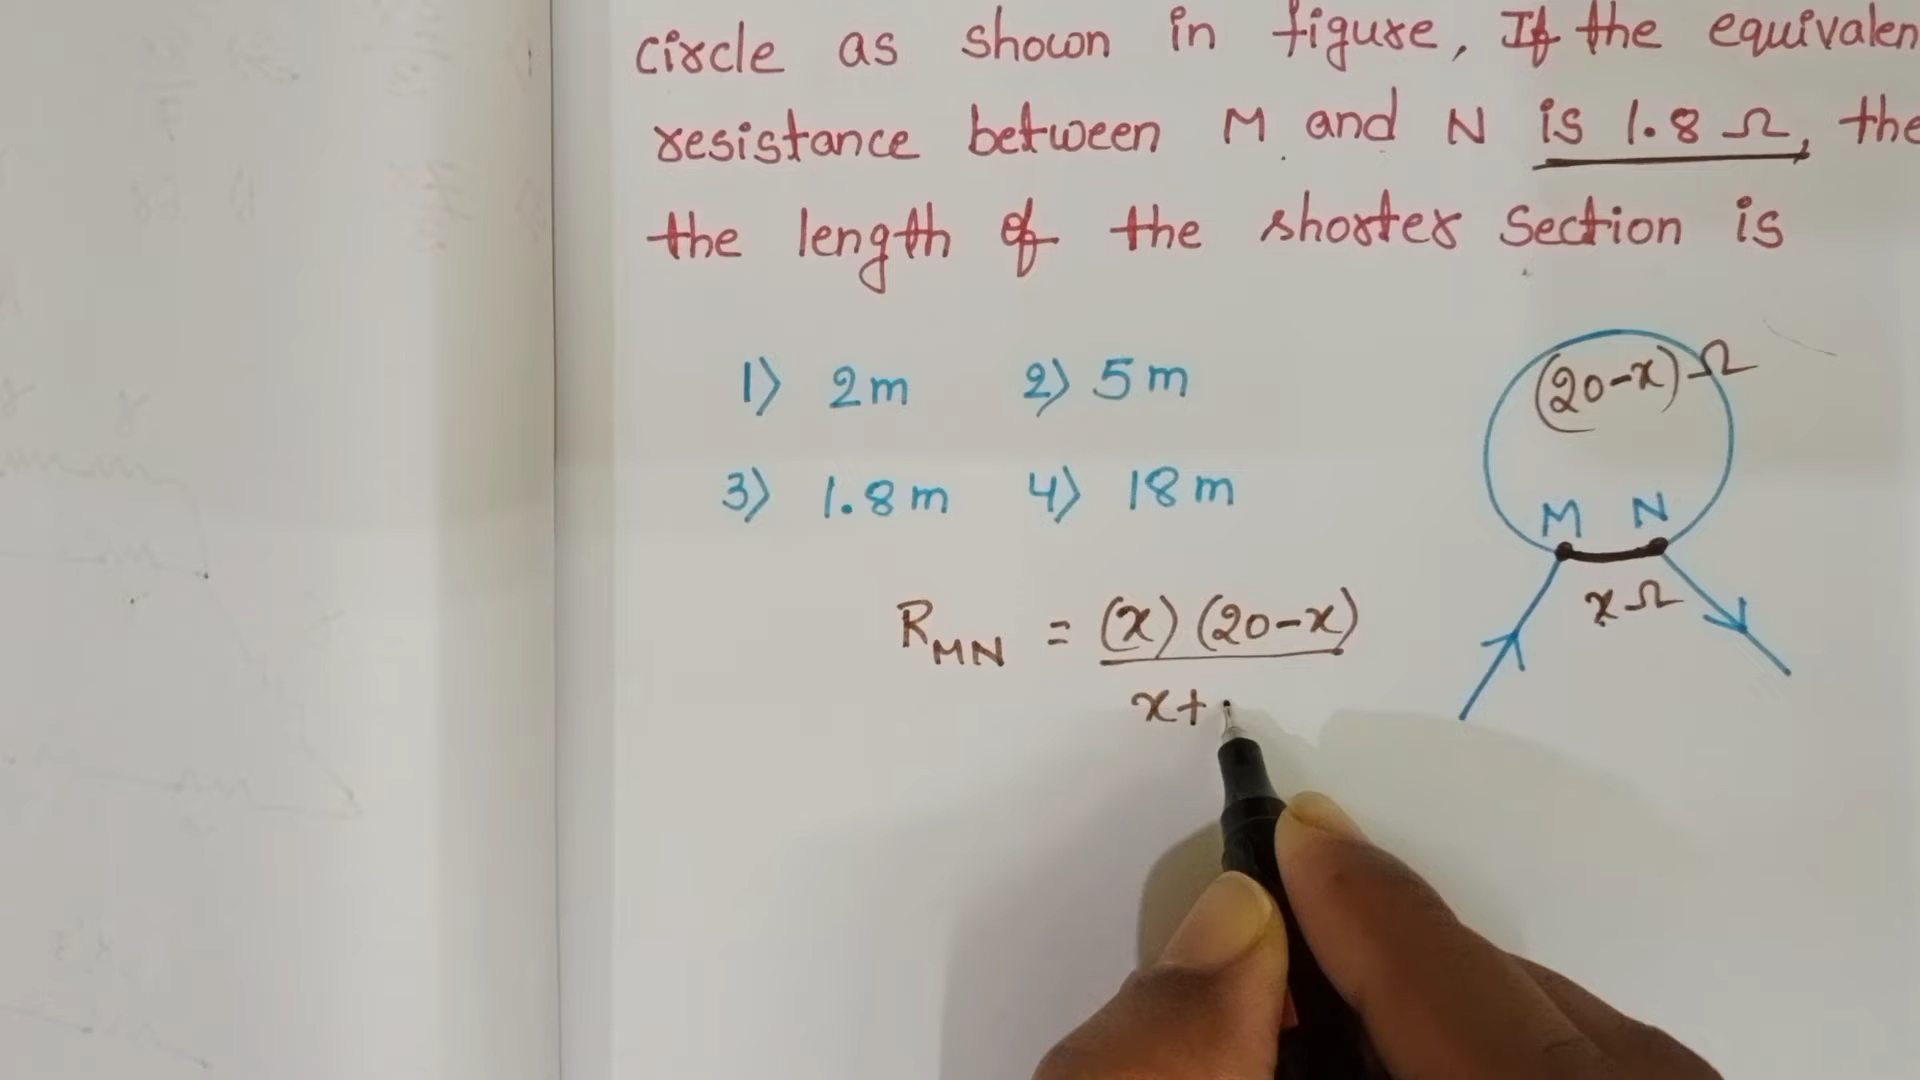 circle as shown in figure, If the equivalen
resistance between M and N is 1.8 Ω, the
the length of the shorter section is
1) 2m 2) 5m
3) 1.8m 4) 18m
(20-x) Ω
M N
x Ω
R_MN = (x) (20-x)
x+